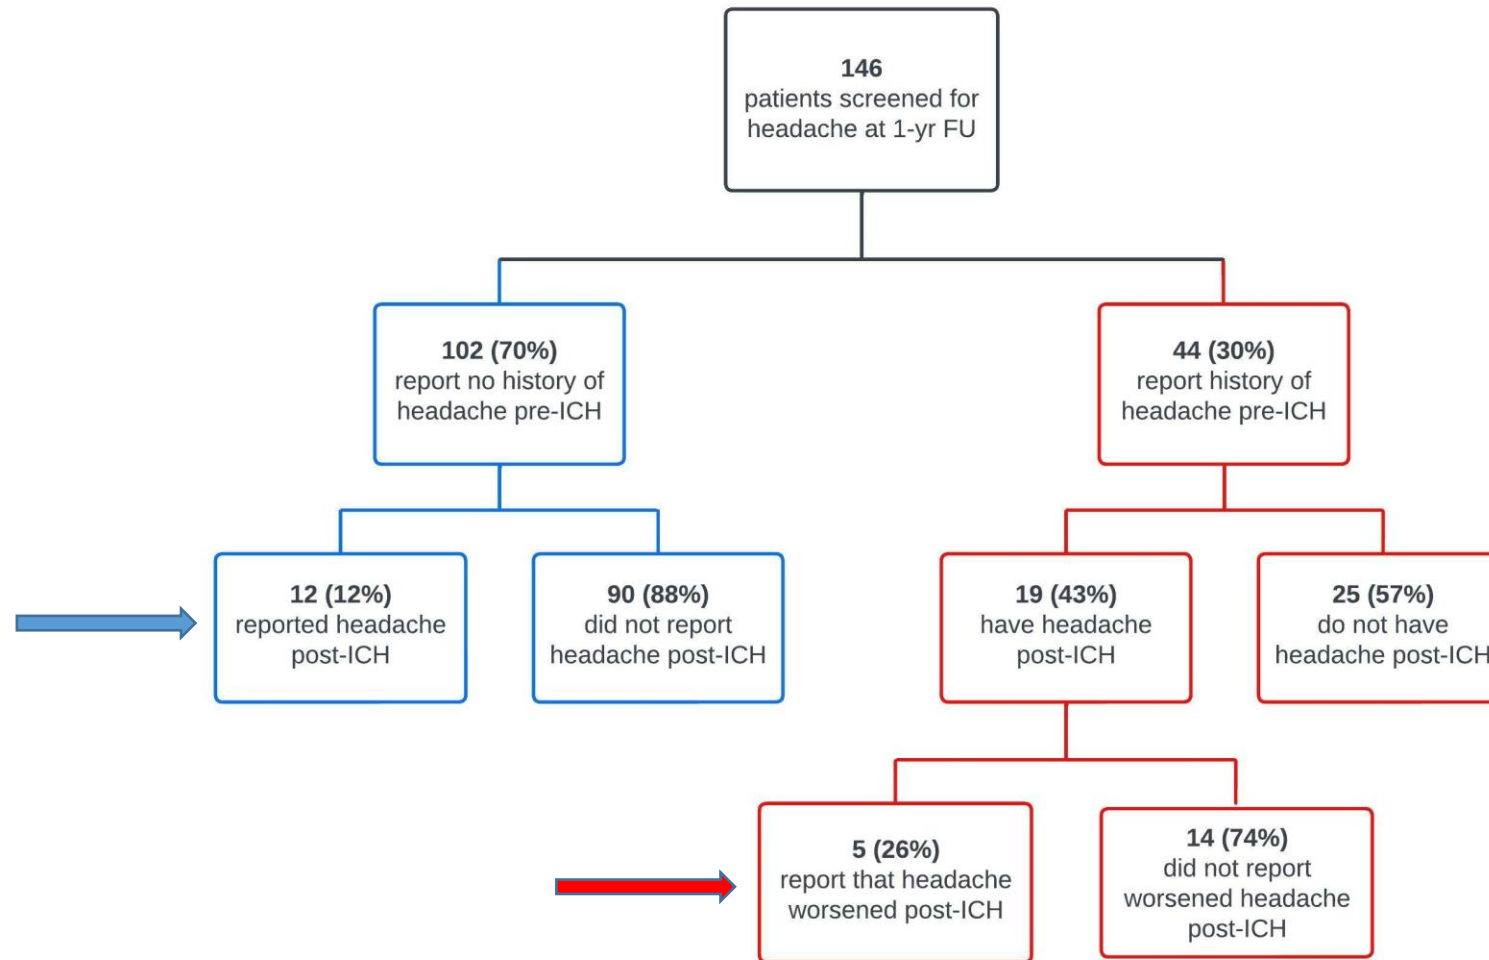 146
patients screened for
headache at 1-yr FU
102 (70%)
report no history of
headache pre-ICH
44 (30%)
report history of
headache pre-ICH
12 (12%)
reported headache
post-ICH
90 (88%)
did not report
headache post-ICH
19 (43%)
have headache
post-ICH
25 (57%)
do not have
headache post-ICH
5 (26%)
report that headache
worsened post-ICH
14 (74%)
did not report
worsened headache
post-ICH